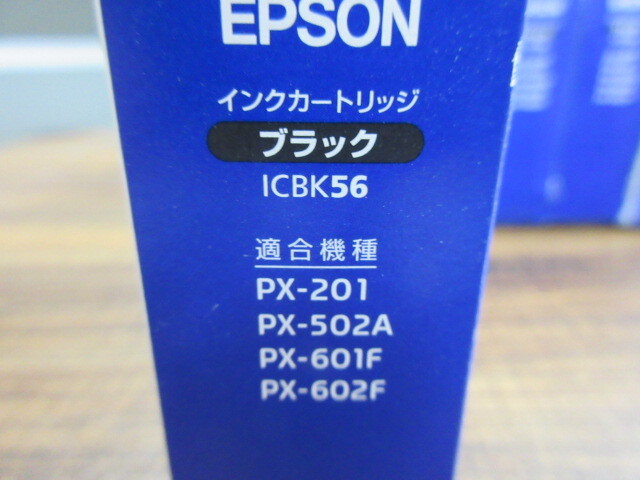 EPSON
インクカートリッジ
ブラック
ICBK56
適合機種
PX-201
PX-502A
PX-601F
PX-602F